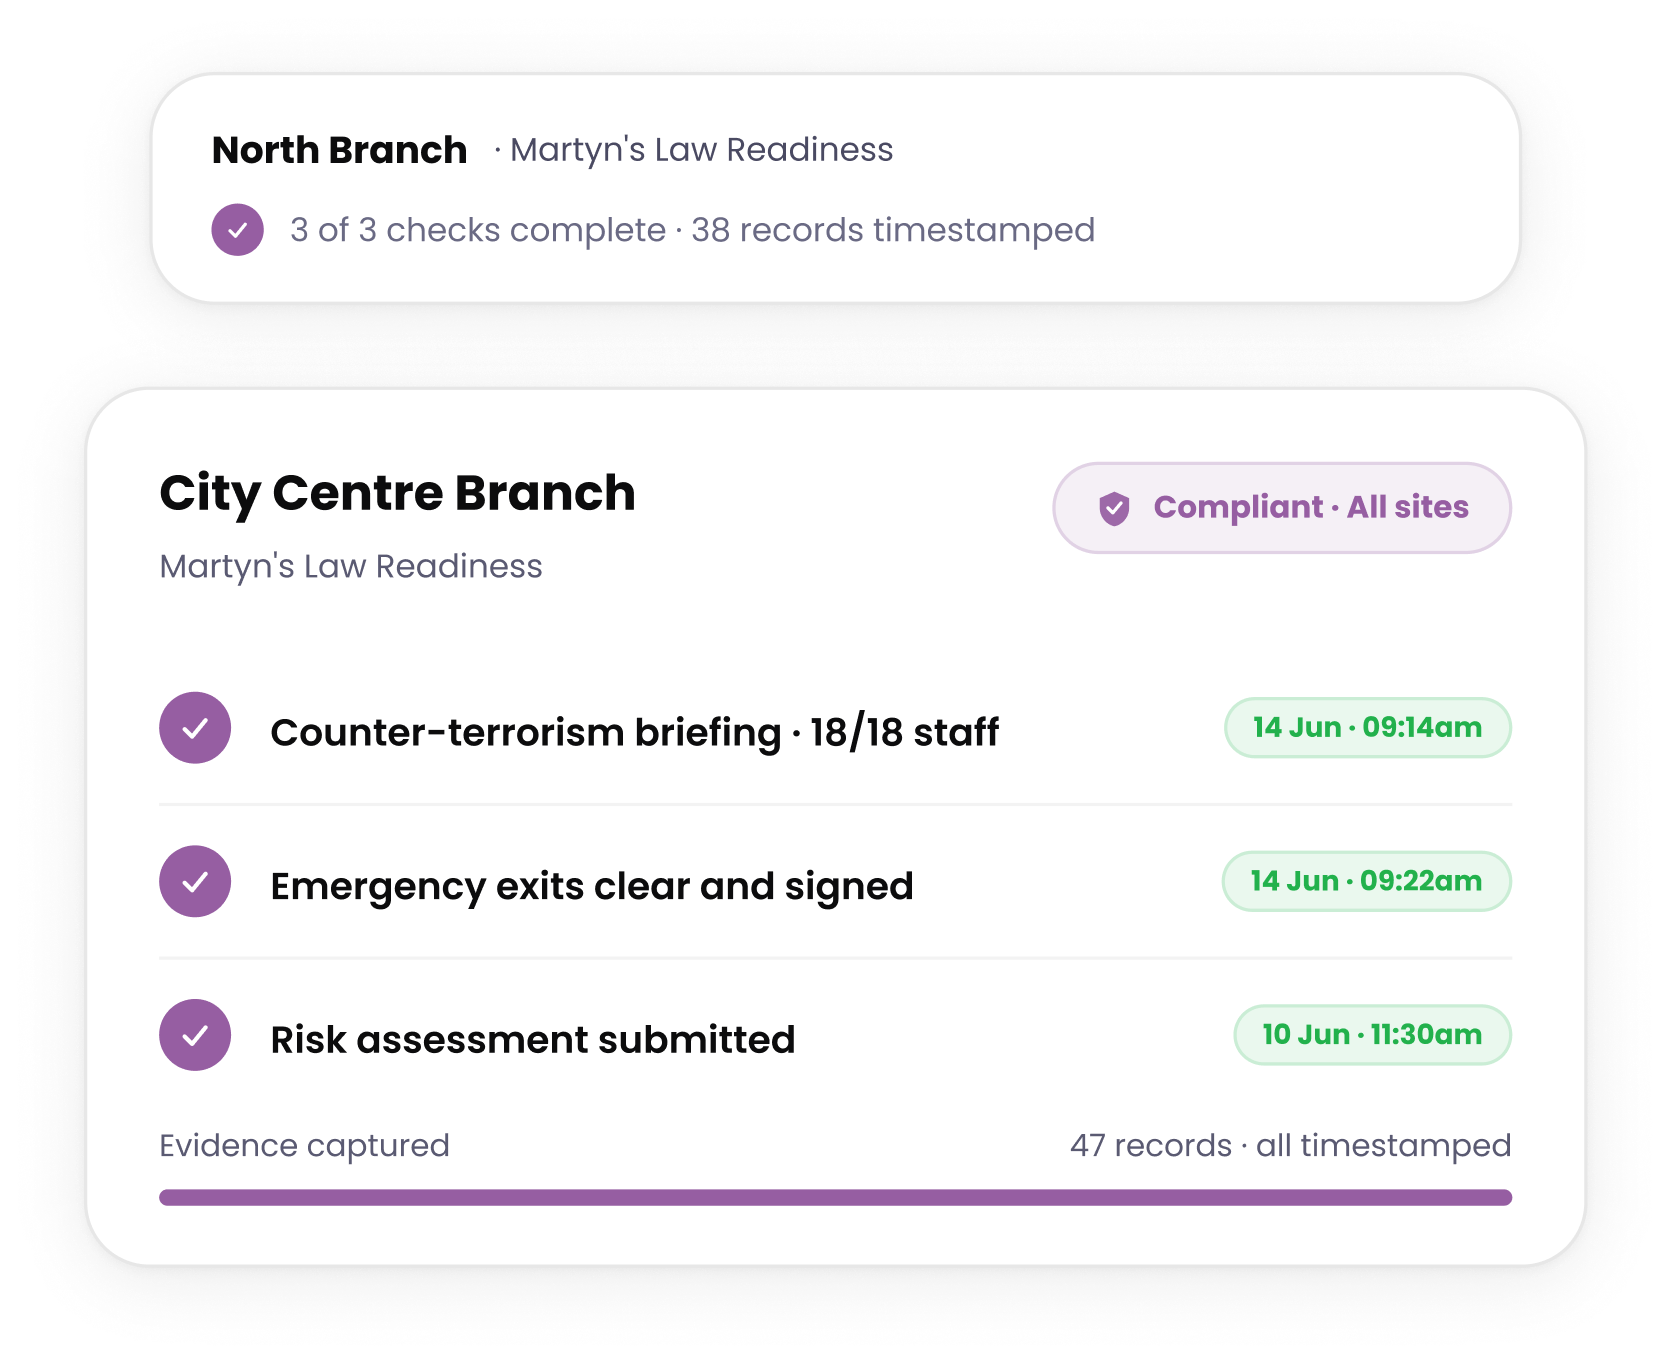 North Branch · Martyn's Law Readiness
3 of 3 checks complete · 38 records timestamped
City Centre Branch
Compliant · All sites
Martyn's Law Readiness
Counter-terrorism briefing · 18/18 staff
14 Jun · 09:14am
Emergency exits clear and signed
14 Jun · 09:22am
Risk assessment submitted
10 Jun · 11:30am
Evidence captured
47 records · all timestamped